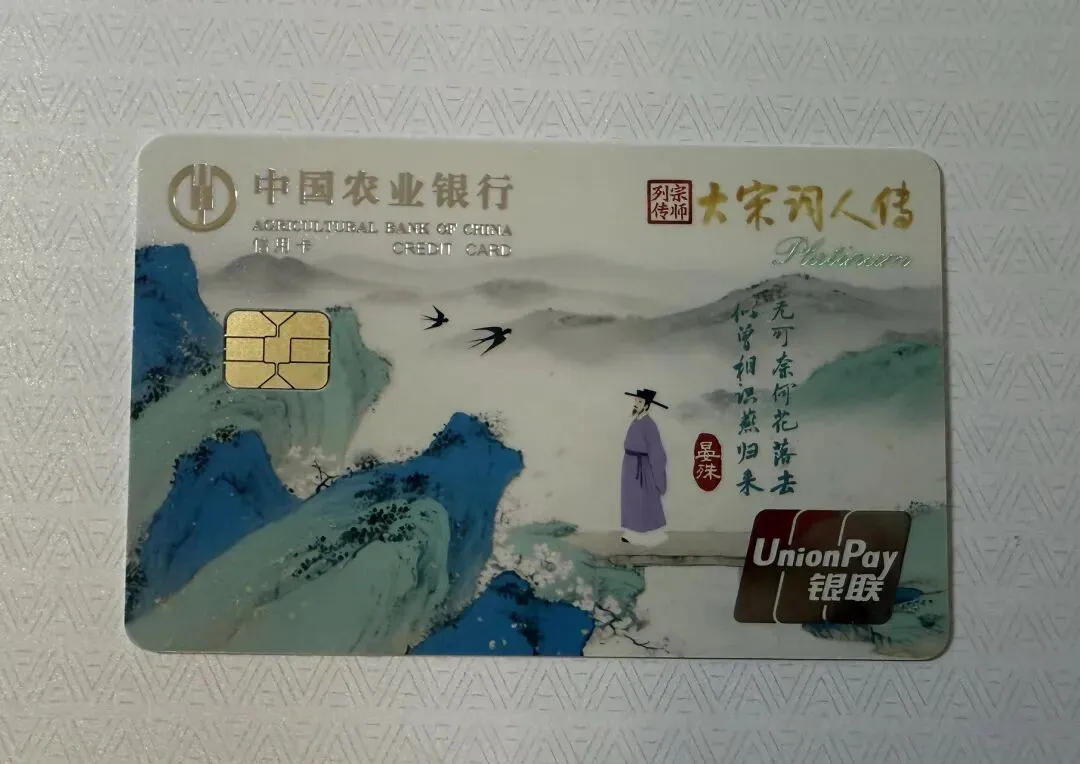 中国农业银行
AGRICULTURAL BANK OF CHINA
信用卡 CREDIT CARD
宗师列传
大宋词人传
Platinum
无可奈何花落去
似曾相识燕归来
晏殊
UnionPay
银联